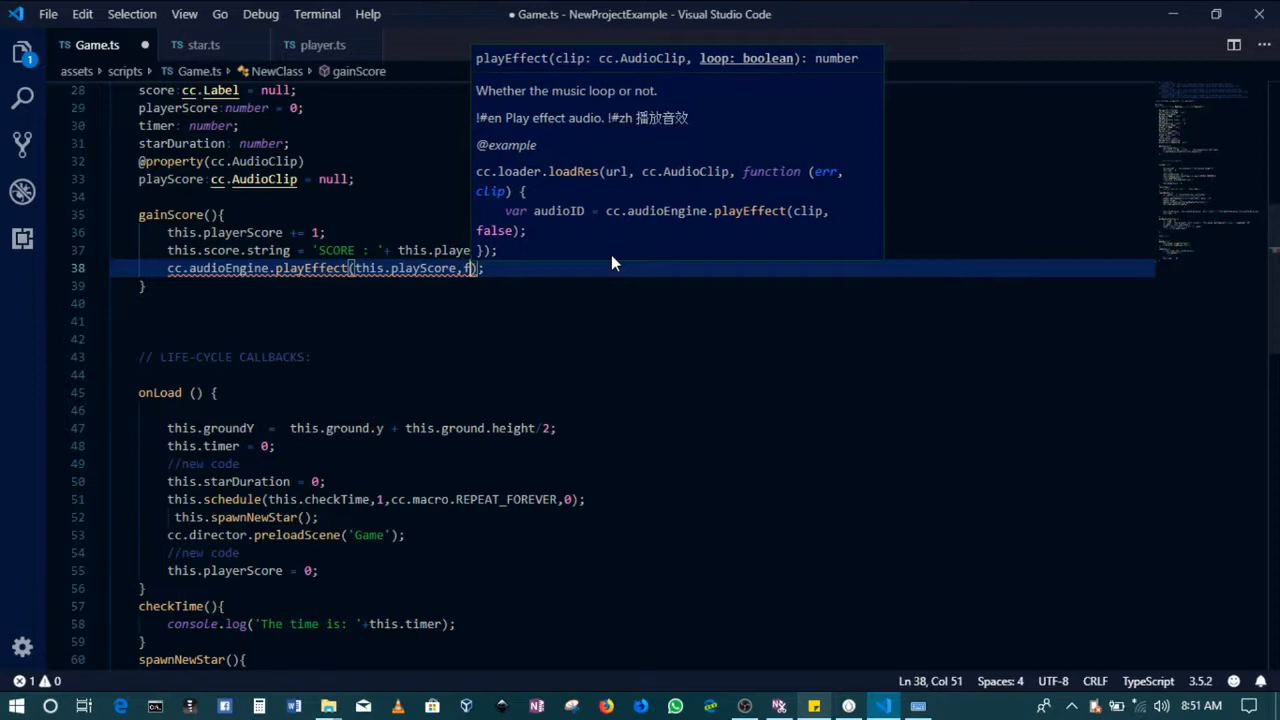 File Edit Selection View Go Debug Terminal Help
● Game.ts - NewProjectExample - Visual Studio Code
TS Game.ts ●
TS star.ts
TS player.ts
assets > scripts > TS Game.ts > NewClass > gainScore
1
playEffect(clip: cc.AudioClip, loop: boolean): number
Whether the music loop or not.
!#en Play effect audio. !#zh 播放音效
@example
cc.loader.loadRes(url, cc.AudioClip, function (err,
clip) {
var audioID = cc.audioEngine.playEffect(clip,
false);
});
28 score:cc.Label = null;
29 playerScore:number = 0;
30 timer: number;
31 starDuration: number;
32 @property(cc.AudioClip)
33 playScore:cc.AudioClip = null;
34
35 gainScore(){
36 this.playerScore += 1;
37 this.score.string = 'SCORE : '+ this.playe
38 cc.audioEngine.playEffect(this.playScore,f);
39 }
40
41
42
43 // LIFE-CYCLE CALLBACKS:
44
45 onLoad () {
46
47 this.groundY = this.ground.y + this.ground.height/2;
48 this.timer = 0;
49 //new code
50 this.starDuration = 0;
51 this.schedule(this.checkTime,1,cc.macro.REPEAT_FOREVER,0);
52 this.spawnNewStar();
53 cc.director.preloadScene('Game');
54 //new code
55 this.playerScore = 0;
56 }
57 checkTime(){
58 console.log('The time is: '+this.timer);
59 }
60 spawnNewStar(){
1 0 Ln 38, Col 51 Spaces: 4 UTF-8 CRLF TypeScript 3.5.2
8:51 AM